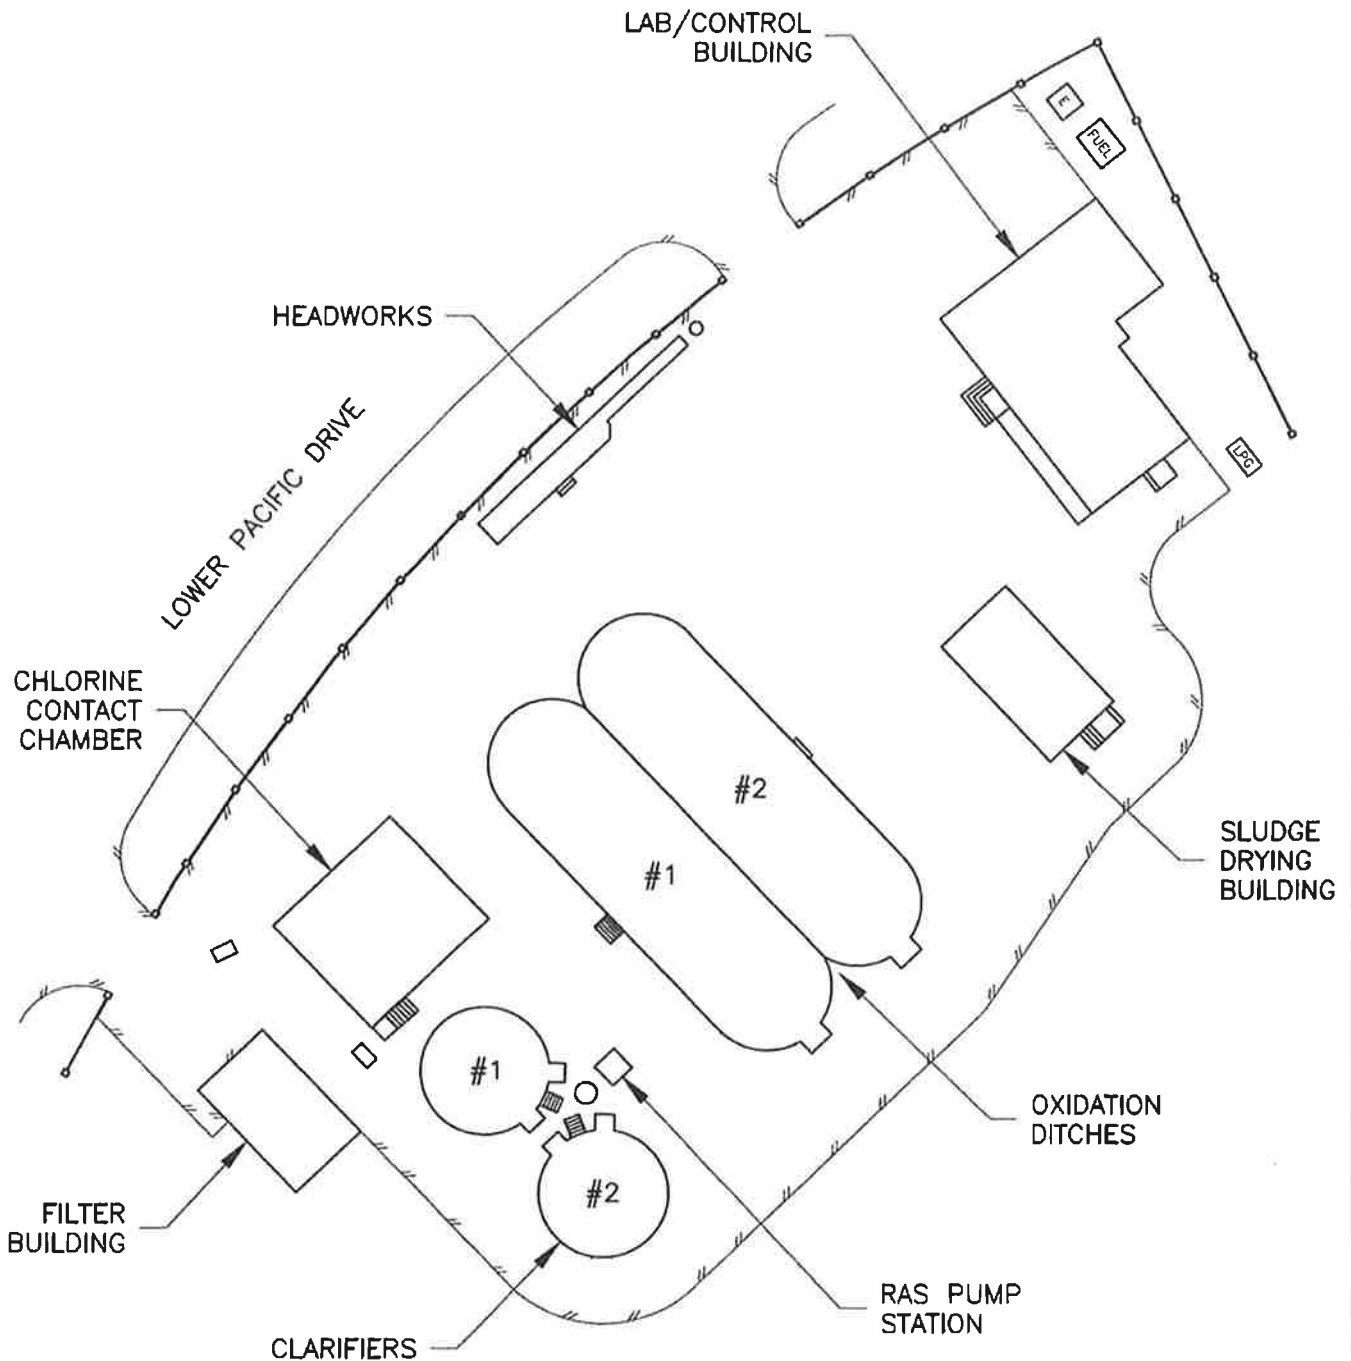 LAB/CONTROL
BUILDING
E
FUEL
HEADWORKS
LOWER PACIFIC DRIVE
LPG
CHLORINE
CONTACT
CHAMBER
#2
#1
SLUDGE
DRYING
BUILDING
#1
#2
OXIDATION
DITCHES
FILTER
BUILDING
RAS PUMP
STATION
CLARIFIERS